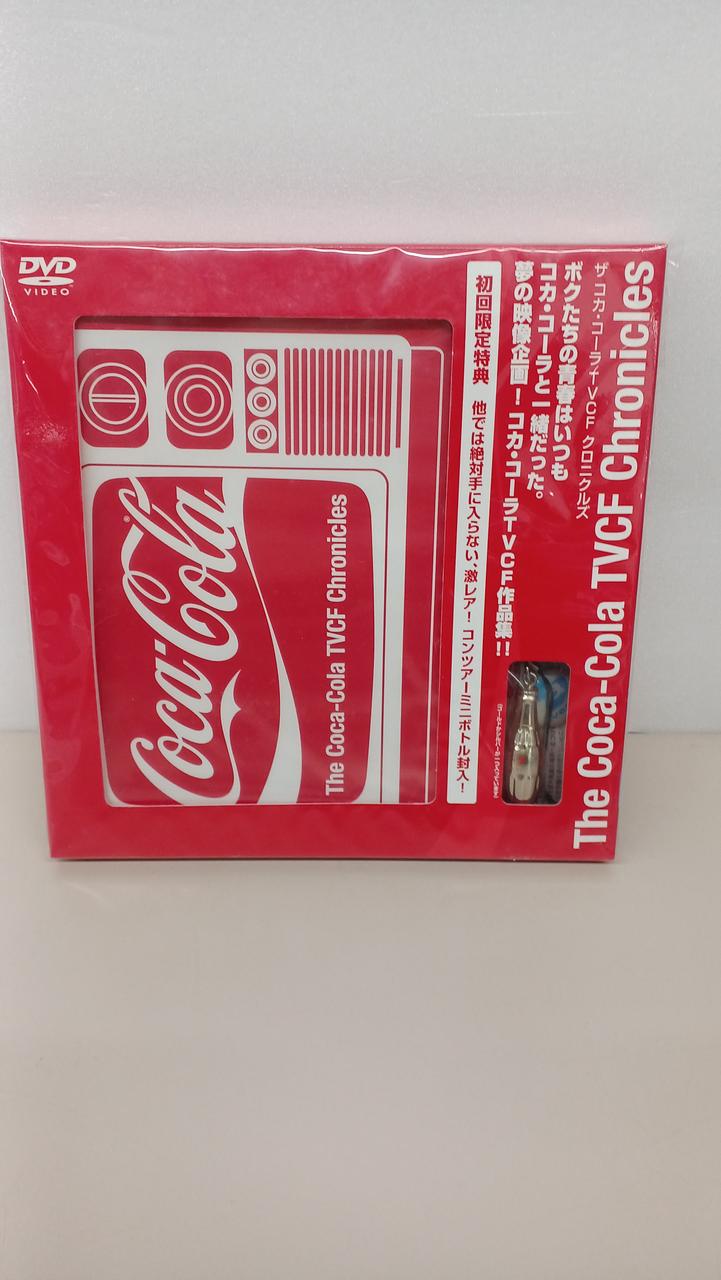 DVD
VIDEO
The Coca-Cola TVCF Chronicles
ザ コカ・コーラTVCF クロニクルズ
ボクたちの青春はいつも
コカ・コーラと一緒だった。
夢の映像企画！コカ・コーラTVCF作品集!!
初回限定特典 他では絶対手に入らない、激レア！コンツアーミニボトル封入！
Coca-Cola
The Coca-Cola TVCF Chronicles